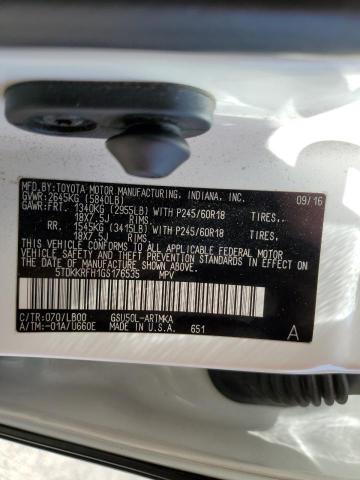 MFD.BY:TOYOTA MOTOR MANUFACTURING, INDIANA, INC. 09/16
GVWR:2645KG (5840LB)
GAWR:FRT. 1340KG (2955LB) WITH P245/60R18 TIRES..
18X7.5J RIMS.
RR. 1545KG (3415LB) WITH P245/60R18 TIRES..
18X7.5J RIMS.
THIS VEHICLE CONFORMS TO ALL APPLICABLE FEDERAL MOTOR
VEHICLE SAFETY AND BUMPER STANDARDS IN EFFECT ON THE DATE
OF MANUFACTURE SHOWN ABOVE.
5TDKKRFH1GS176535 MPV
C/TR:070/LB00 GSU50L-ARTMKA
A/TM:-01A/U660E MADE IN U.S.A. 651 A